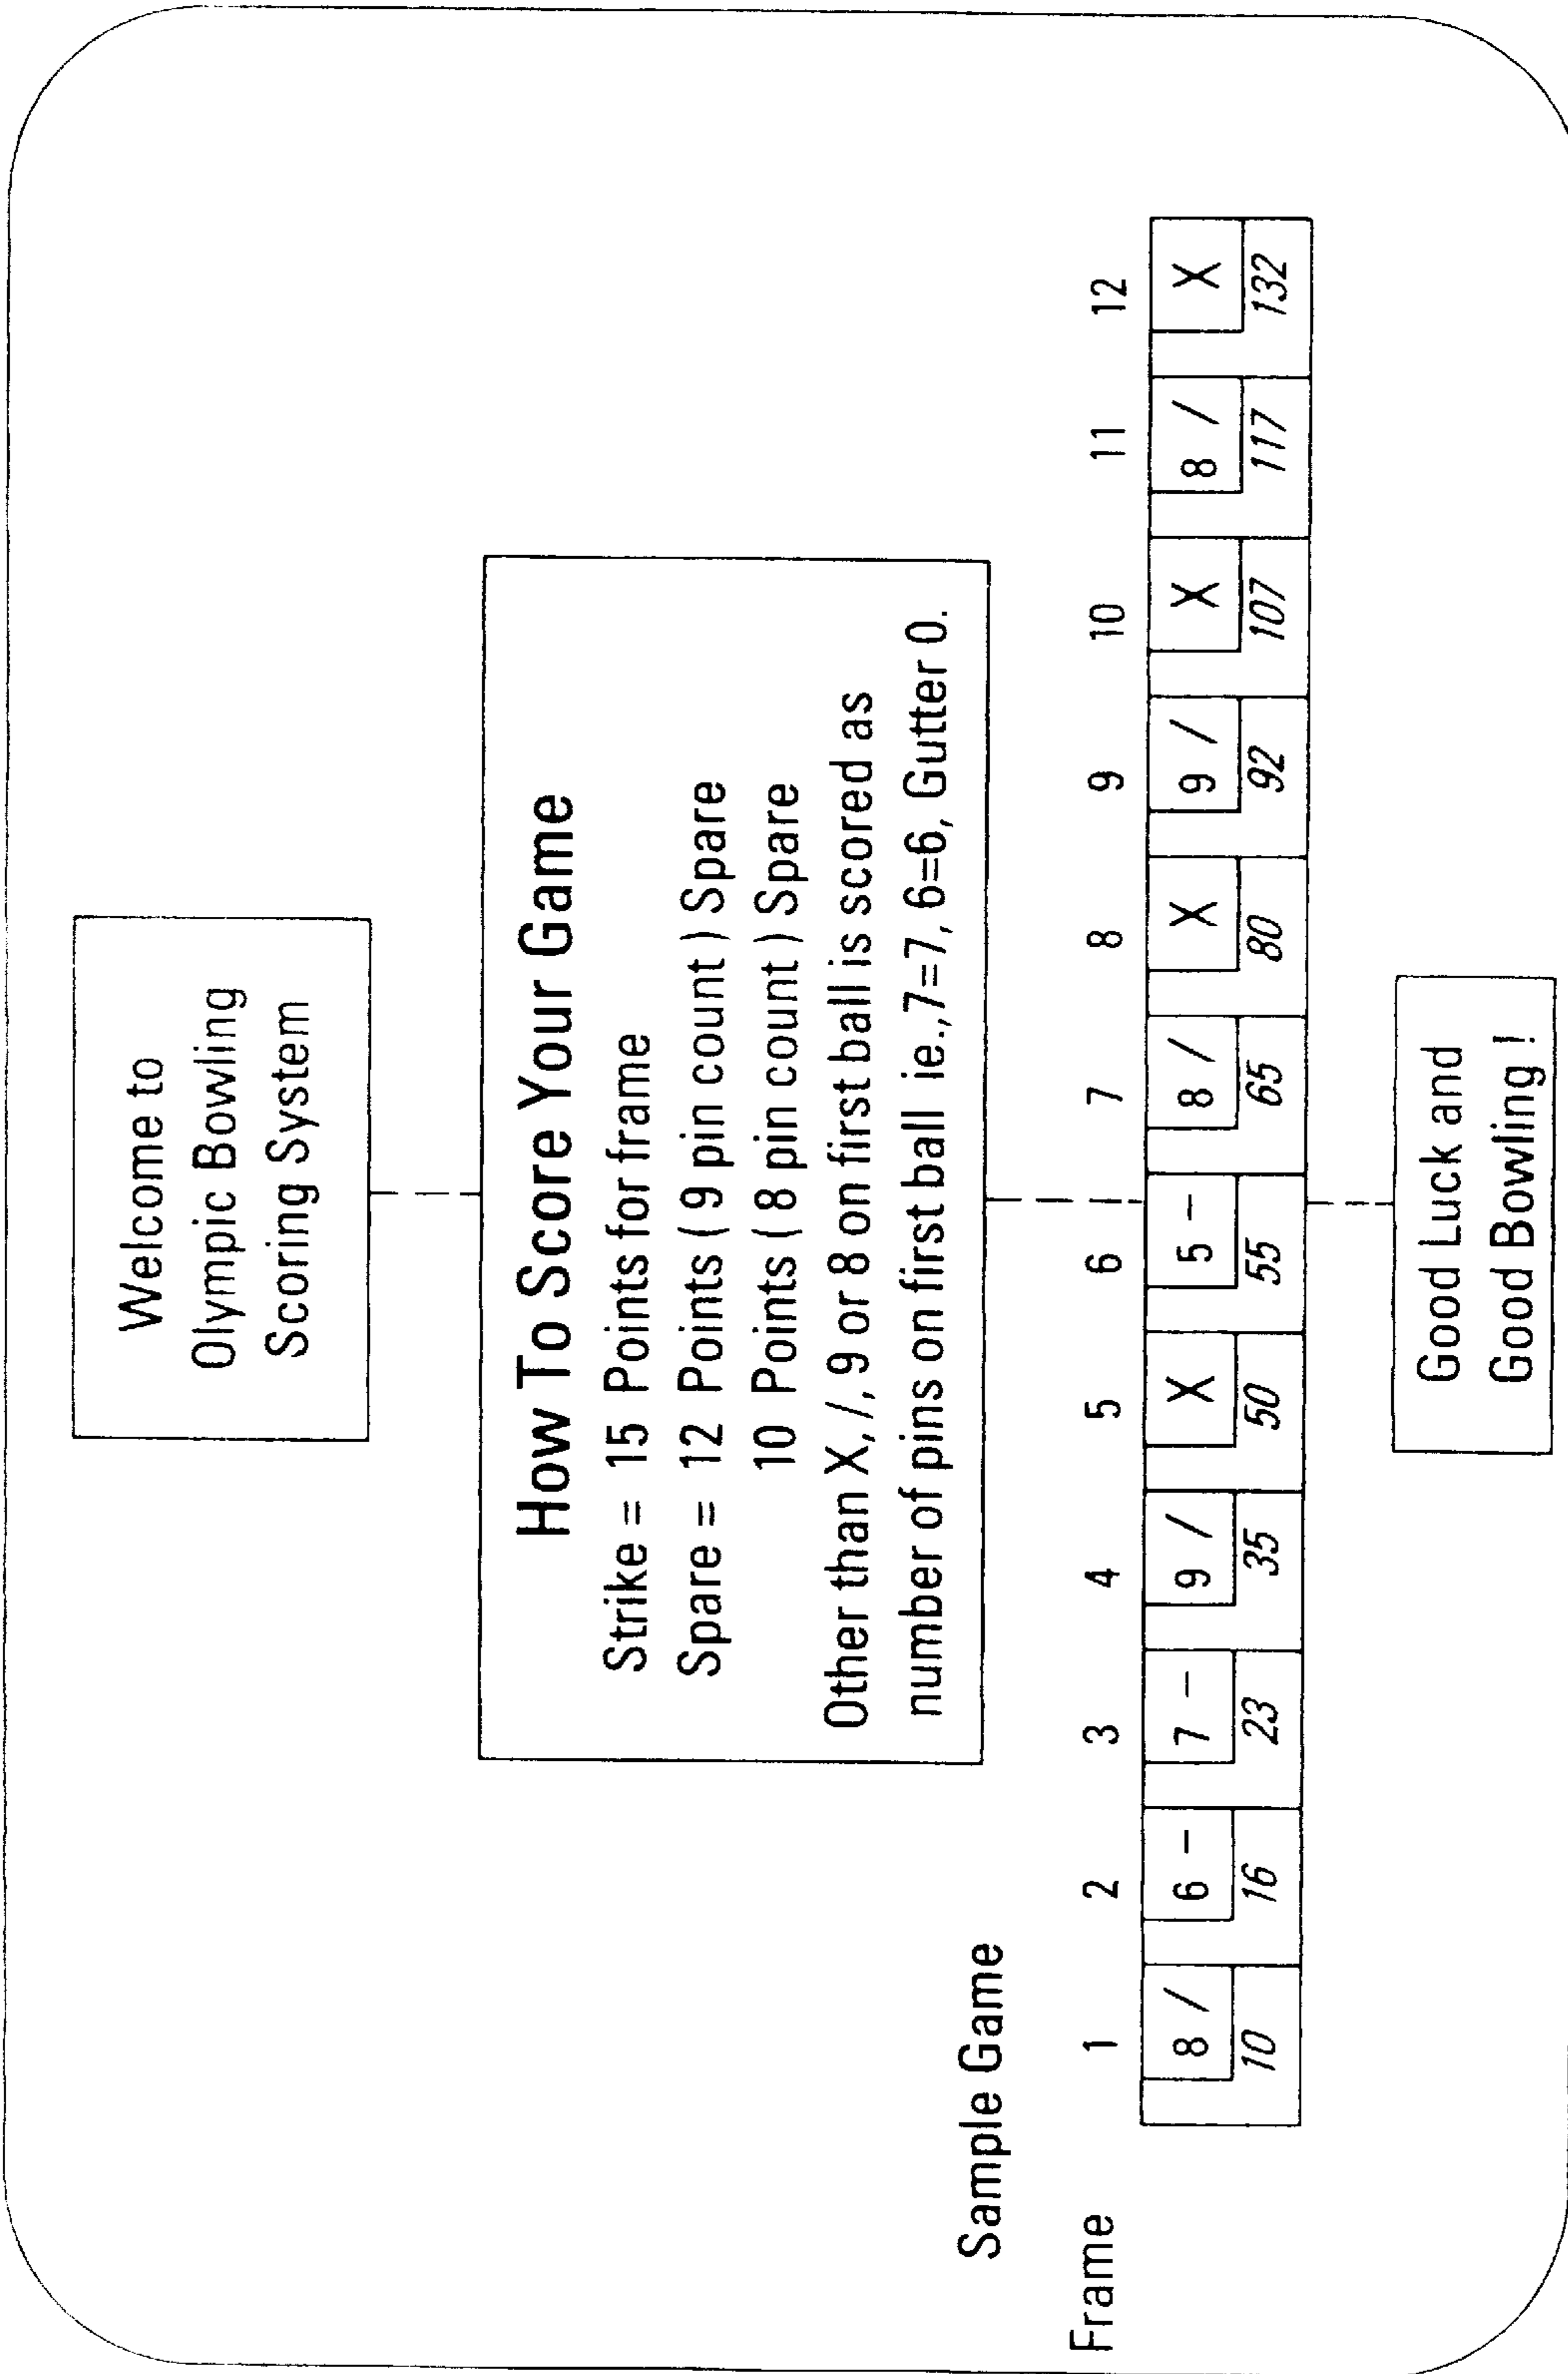 Welcome to
Olympic Bowling
Scoring System
How To Score Your Game
Strike = 15 Points for frame
Spare = 12 Points ( 9 pin count ) Spare
10 Points ( 8 pin count ) Spare
Other than X, /, 9 or 8 on first ball is scored as
number of pins on first ball ie.,7=7, 6=6, Gutter 0.
Sample Game
Frame 1 2 3 4 5 6 7 8 9 10 11 12
8 / 6 – 7 – 9 / X 5 – 8 / X 9 / X 8 / X
10 16 23 35 50 55 65 80 92 107 117 132
Good Luck and
Good Bowling !